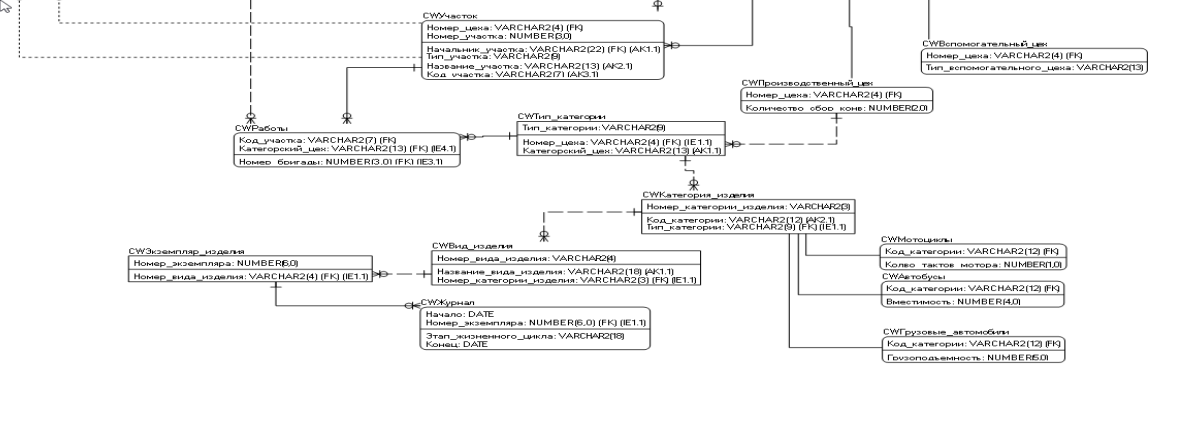 CWУчасток
Номер_цеха: VARCHAR2(4) (FK)
Номер_участка: NUMBER(3,0)
Начальник_участка: VARCHAR2(22) (FK) (AK1.1)
Тип_участка: VARCHAR2(9)
Название_участка: VARCHAR2(13) (AK2.1)
Код_участка: VARCHAR2(7) (AK3.1)
CWВспомогательный_цех
Номер_цеха: VARCHAR2(4) (FK)
Тип_вспомогательного_цеха: VARCHAR2(13)
CWПроизводственный_цех
Номер_цеха: VARCHAR2(4) (FK)
Количество_сбор_конв: NUMBER(2,0)
CWРаботы
Код_участка: VARCHAR2(7) (FK)
Категорский_цех: VARCHAR2(13) (FK) (IE4.1)
Номер_бригады: NUMBER(3,0) (FK) (IE3.1)
CWТип_категории
Тип_категории: VARCHAR2(9)
Номер_цеха: VARCHAR2(4) (FK) (IE1.1)
Категорский_цех: VARCHAR2(13) (AK1.1)
CWКатегория_изделия
Номер_категории_изделия: VARCHAR2(3)
Код_категории: VARCHAR2(12) (AK2.1)
Тип_категории: VARCHAR2(9) (FK) (IE1.1)
CWМотоциклы
Код_категории: VARCHAR2(12) (FK)
Колво_тактов_мотора: NUMBER(1,0)
CWАвтобусы
Код_категории: VARCHAR2(12) (FK)
Вместимость: NUMBER(4,0)
CWГрузовые_автомобили
Код_категории: VARCHAR2(12) (FK)
Грузоподъемность: NUMBER(5,0)
CWЭкземпляр_изделия
Номер_экземпляра: NUMBER(6,0)
Номер_вида_изделия: VARCHAR2(4) (FK) (IE1.1)
CWВид_изделия
Номер_вида_изделия: VARCHAR2(4)
Название_вида_изделия: VARCHAR2(18) (AK1.1)
Номер_категории_изделия: VARCHAR2(3) (FK) (IE1.1)
CWЖурнал
Начало: DATE
Номер_экземпляра: NUMBER(6,0) (FK) (IE1.1)
Этап_жизненного_цикла: VARCHAR2(18)
Конец: DATE